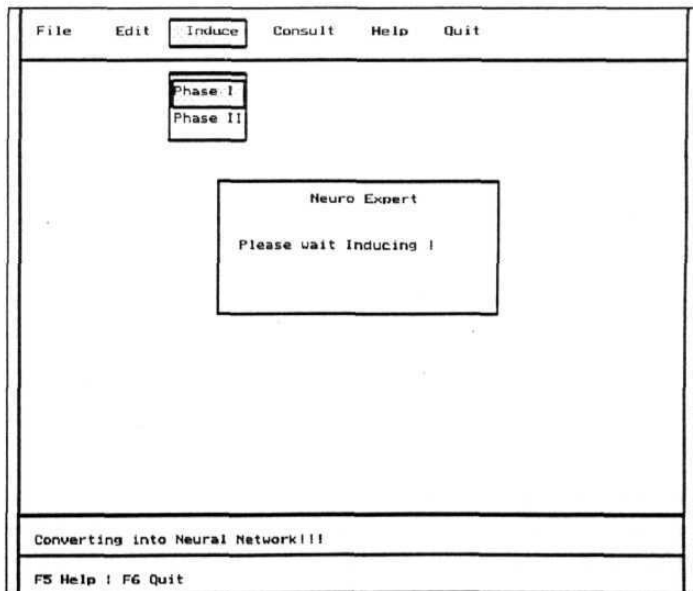 File Edit Induce Consult Help Quit
Phase I
Phase II
Neuro Expert
Please wait Inducing !
Converting into Neural Network!!!
F5 Help | F6 Quit